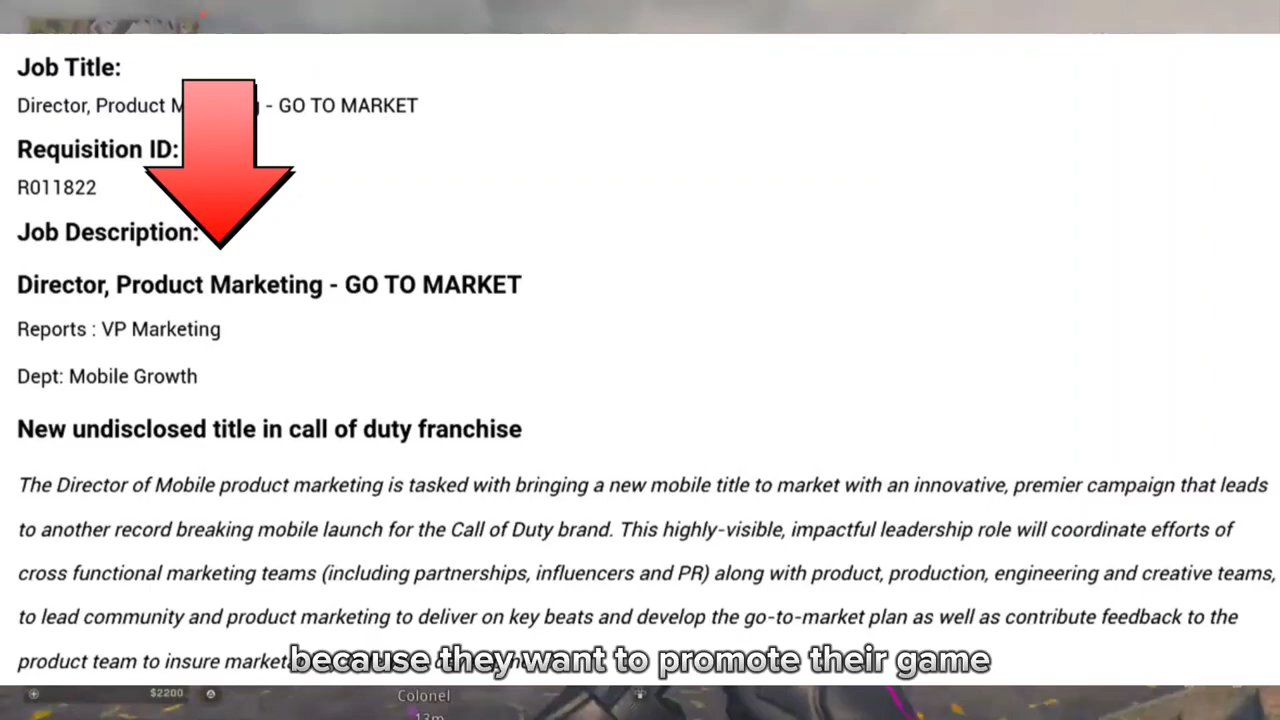 Job Title:
Director, Product M - GO TO MARKET
Requisition ID:
R011822
Job Description:
Director, Product Marketing - GO TO MARKET
Reports : VP Marketing
Dept: Mobile Growth
New undisclosed title in call of duty franchise
The Director of Mobile product marketing is tasked with bringing a new mobile title to market with an innovative, premier campaign that leads
to another record breaking mobile launch for the Call of Duty brand. This highly-visible, impactful leadership role will coordinate efforts of
cross functional marketing teams (including partnerships, influencers and PR) along with product, production, engineering and creative teams,
to lead community and product marketing to deliver on key beats and develop the go-to-market plan as well as contribute feedback to the
product team to insure
because they want to promote their game
$2200
Colonel
13m